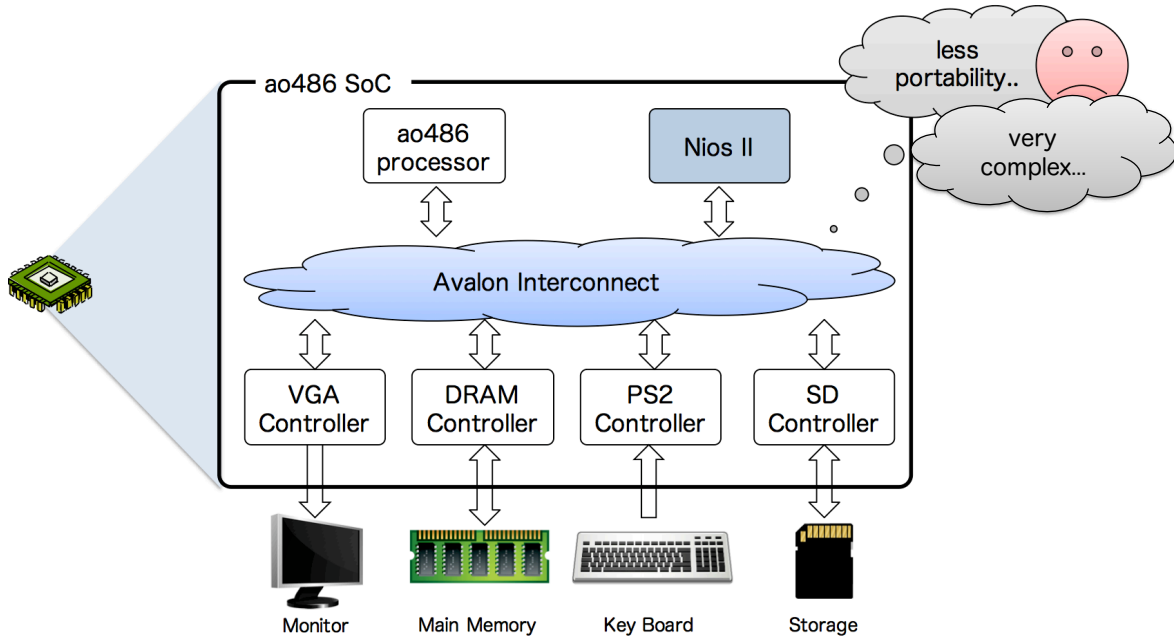 less
portability..
very
complex...
ao486 SoC
ao486
processor
Nios II
Avalon Interconnect
VGA
Controller
DRAM
Controller
PS2
Controller
SD
Controller
Monitor
Main Memory
Key Board
Storage